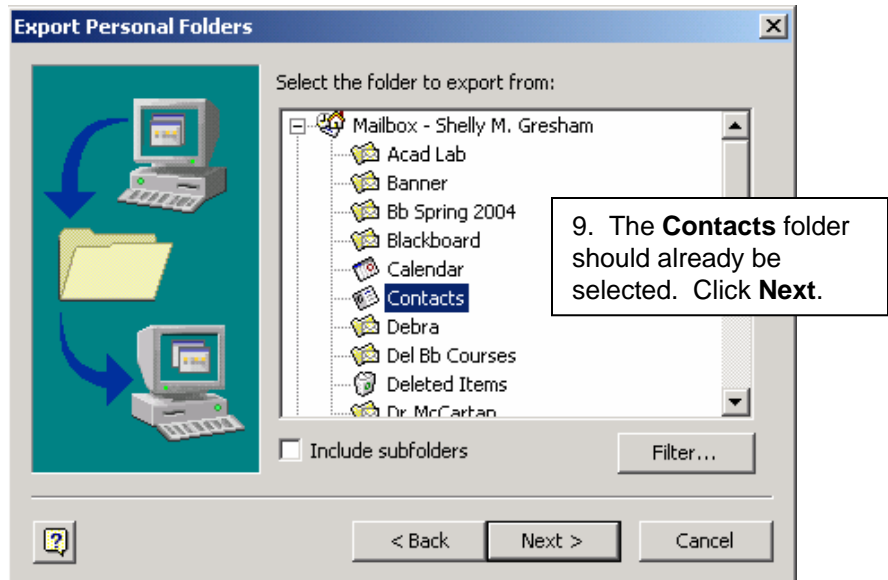 Export Personal Folders
Select the folder to export from:
Mailbox - Shelly M. Gresham
Acad Lab
Banner
Bb Spring 2004
Blackboard
Calendar
Contacts
Debra
Del Bb Courses
Deleted Items
Dr McCartan
9. The Contacts folder
should already be
selected. Click Next.
Include subfolders
Filter...
< Back
Next >
Cancel